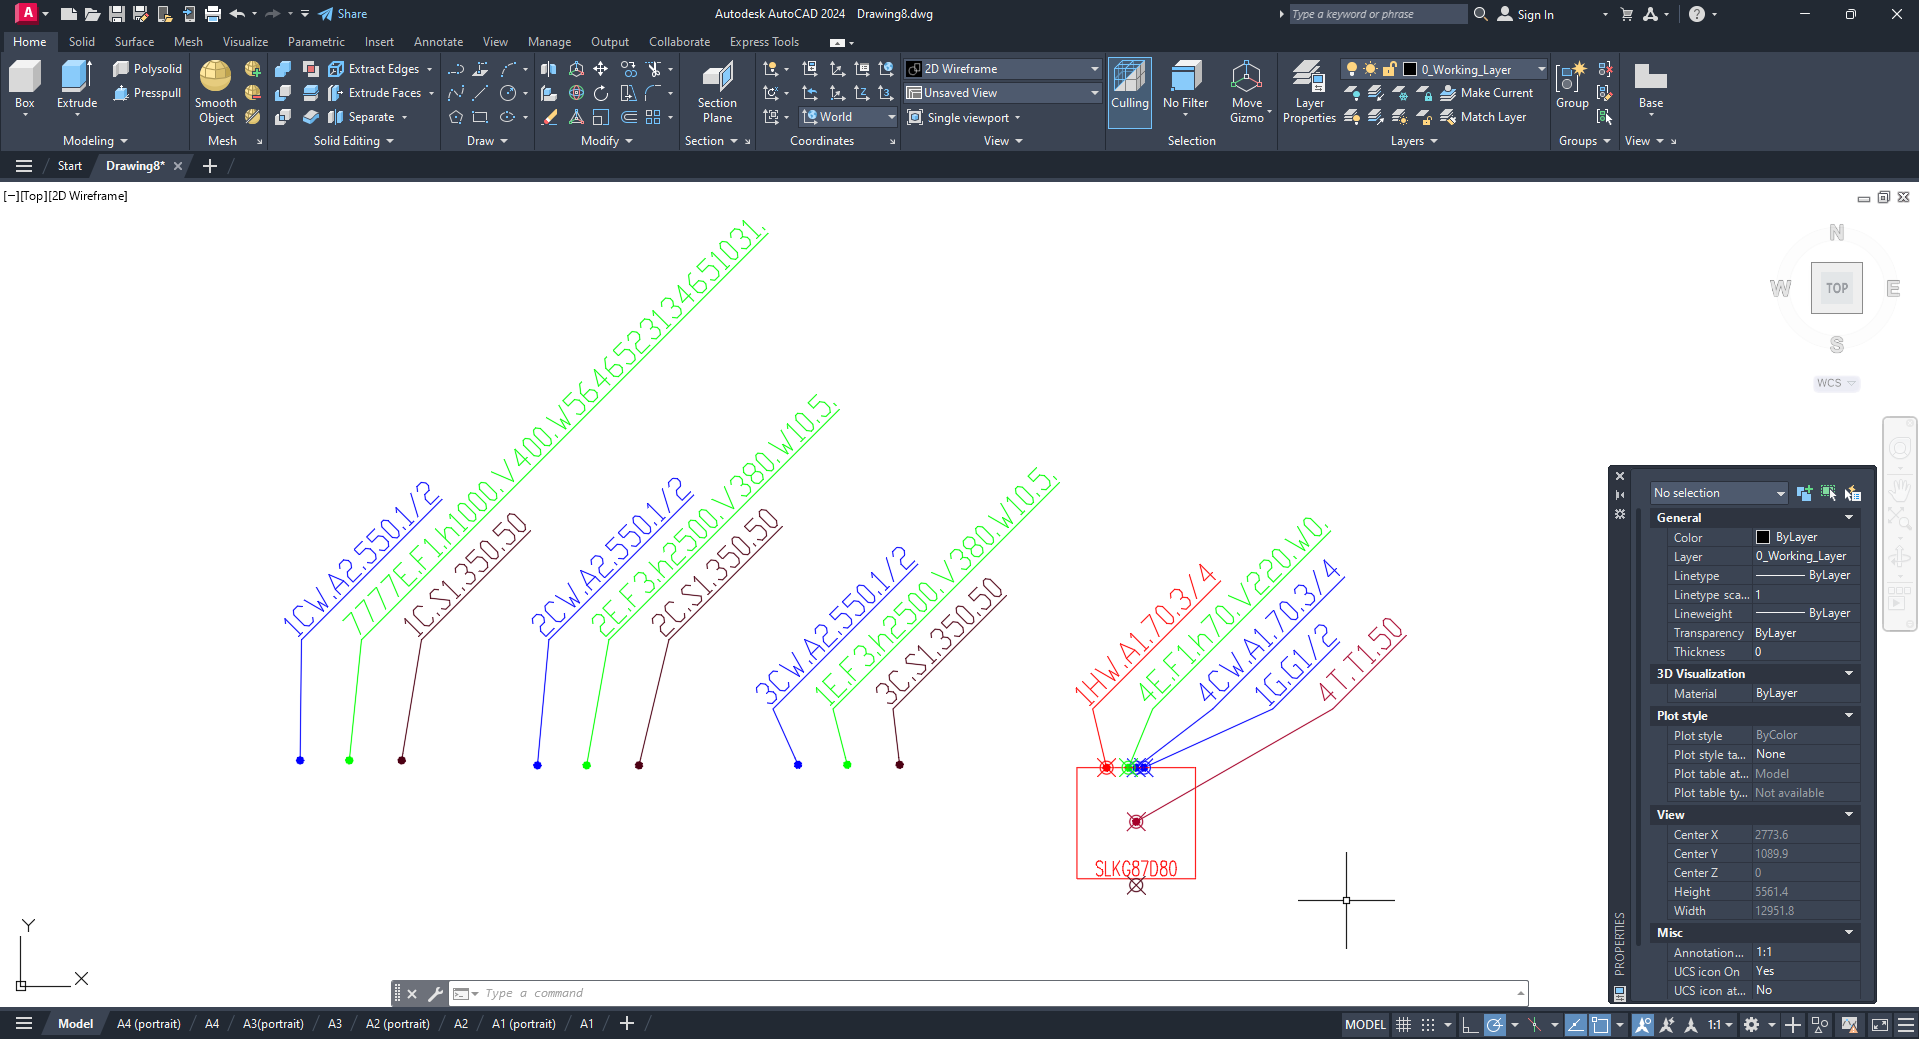 Share
Autodesk AutoCAD 2024 Drawing8.dwg
Type a keyword or phrase
Sign In
Home Solid Surface Mesh Visualize Parametric Insert Annotate View Manage Output Collaborate Express Tools
Box
Extrude
Polysolid
Presspull
Modeling
Smooth Object
Mesh
Extract Edges
Extrude Faces
Separate
Solid Editing
Draw
Modify
Section Plane
Section
World
Coordinates
2D Wireframe
Unsaved View
Single viewport
View
Culling
No Filter
Move Gizmo
Selection
Layer Properties
0_Working_Layer
Make Current
Match Layer
Layers
Group
Groups
Base
View
Start
Drawing8*
[−][Top][2D Wireframe]
N
W
TOP
E
S
WCS
1CW.A2.550.1/2
7777E.F1.h1000.V400.W564652313465​1031.
1C.S1.350.50
2CW.A2.550.1/2
2E.F3.h2500.V380.W10.5.
2C.S1.350.50
3CW.A2.550.1/2
1E.F3.h2500.V380.W10.5.
3C.S1.350.50
1HW.A1.70.3/4
4E.F1.h70.V220.W0.
4CW.A1.70.3/4
1G.G1/2
4T.T1.50
SLKG87D80
Y
X
No selection
General
Color ByLayer
Layer 0_Working_Layer
Linetype ByLayer
Linetype sca... 1
Lineweight ByLayer
Transparency ByLayer
Thickness 0
3D Visualization
Material ByLayer
Plot style
Plot style ByColor
Plot style ta... None
Plot table at... Model
Plot table ty... Not available
View
Center X 2773.6
Center Y 1089.9
Center Z 0
Height 5561.4
Width 12951.8
Misc
Annotation... 1:1
UCS icon On Yes
UCS icon at... No
PROPERTIES
Type a command
Model A4 (portrait) A4 A3(portrait) A3 A2 (portrait) A2 A1 (portrait) A1
MODEL
1:1